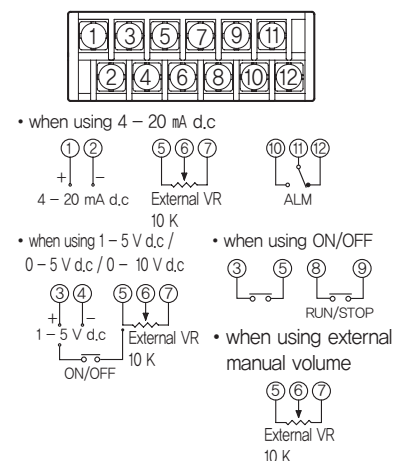 ① ③ ⑤ ⑦ ⑨ ⑪
② ④ ⑥ ⑧ ⑩ ⑫
• when using 4 – 20 mA d.c
① ②
+ –
4 – 20 mA d.c
⑤ ⑥ ⑦
External VR
10 K
⑩ ⑪ ⑫
ALM
• when using 1 – 5 V d.c /
0 – 5 V d.c / 0 – 10 V d.c
③ ④ ⑤ ⑥ ⑦
+ –
1 – 5 V d.c
ON/OFF
External VR
10 K
• when using ON/OFF
③ ⑤ ⑧ ⑨
RUN/STOP
• when using external
manual volume
⑤ ⑥ ⑦
External VR
10 K